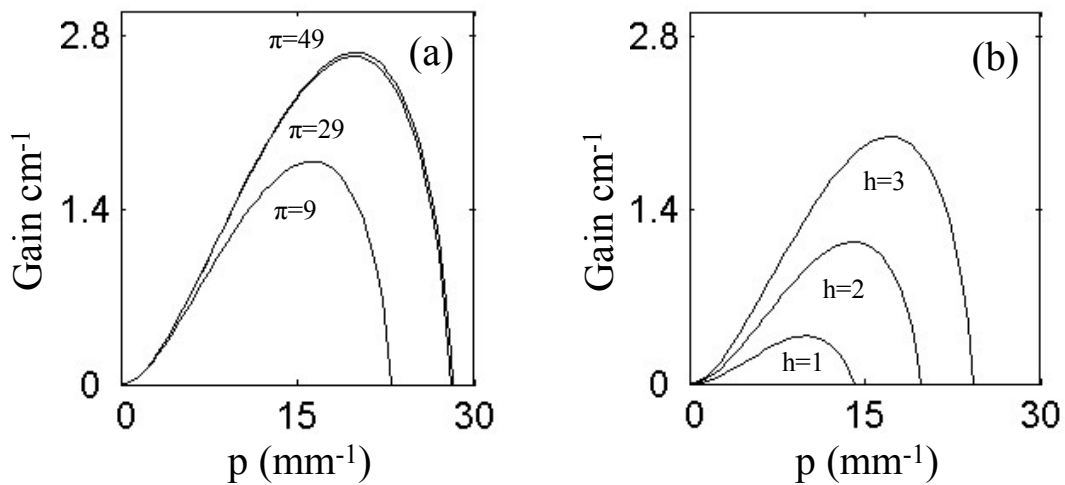 2.8
π=49
(a)
π=29
1.4
π=9
0
0
15
30
Gain cm-1
p (mm-1)
2.8
(b)
h=3
1.4
h=2
h=1
0
0
15
30
Gain cm-1
p (mm-1)